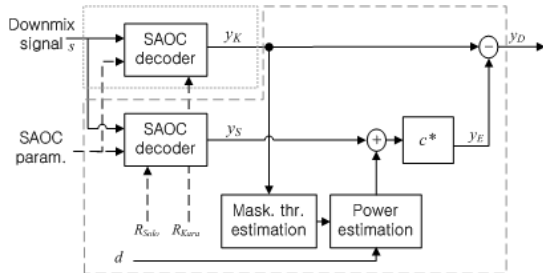 Downmix
signal s
SAOC
decoder
y_K
y_D
−
SAOC
param.
SAOC
decoder
y_S
+
c*
y_E
Mask. thr.
estimation
Power
estimation
R_Solo
R_Kara
d